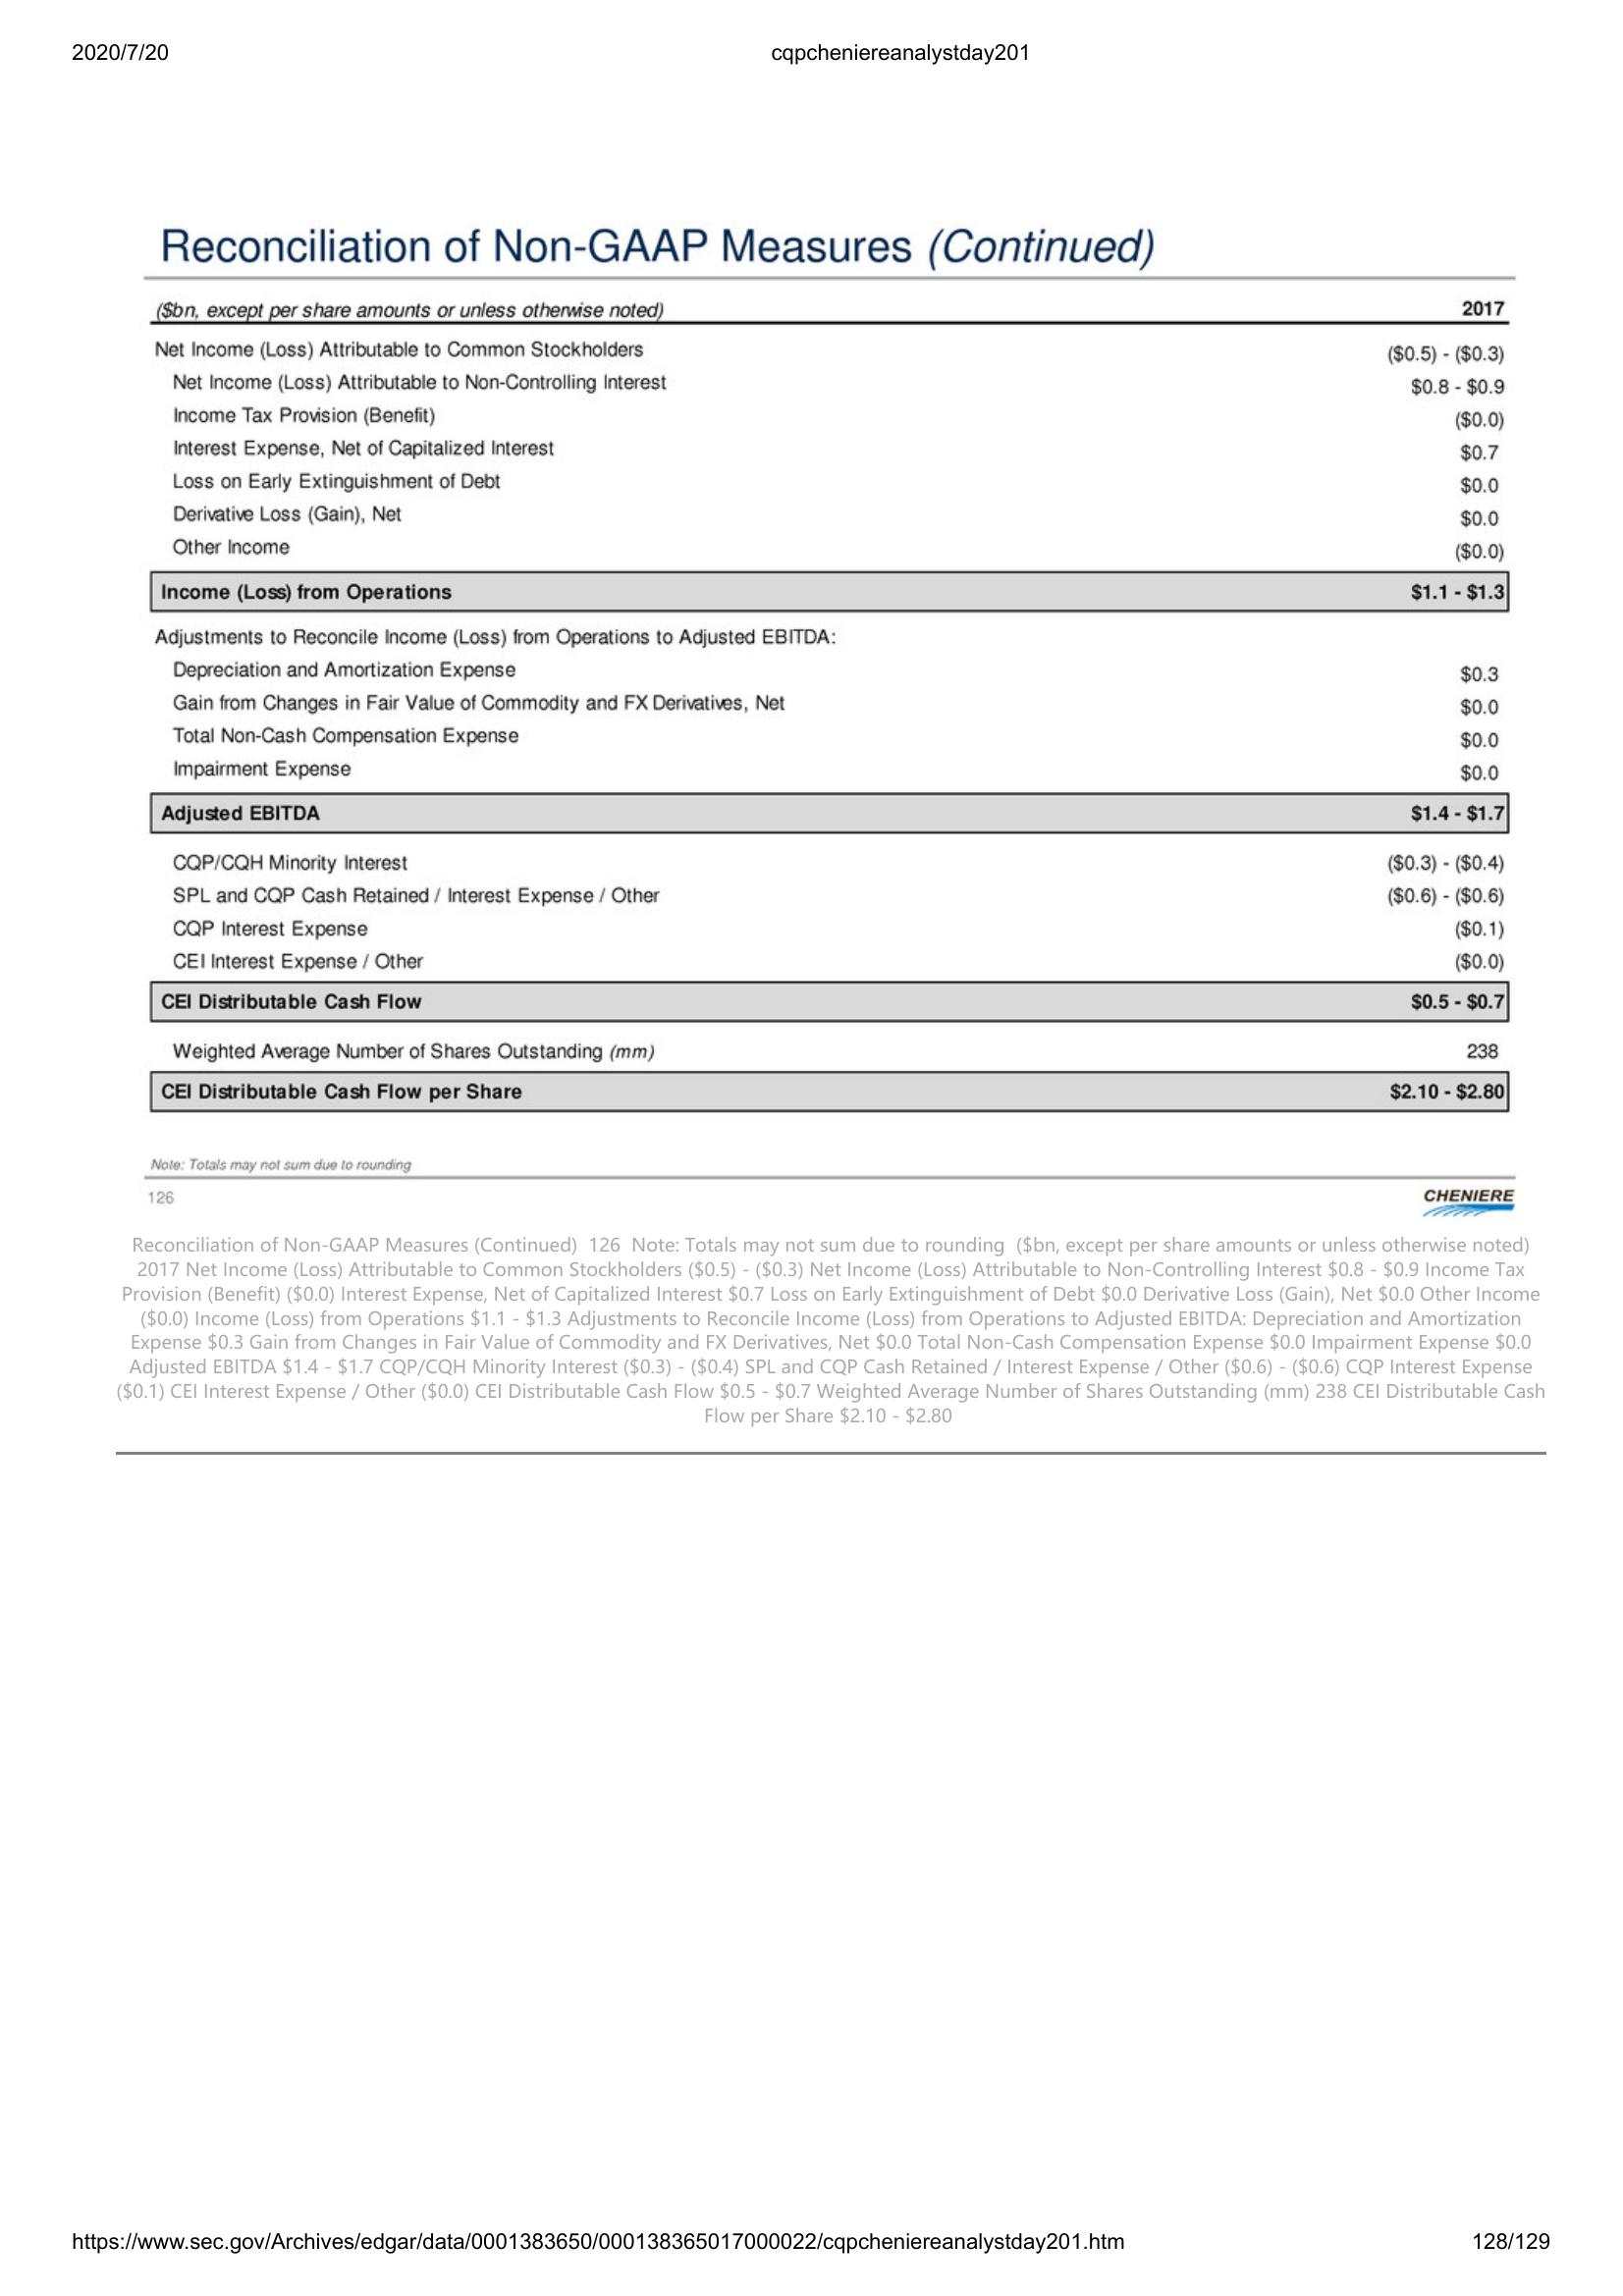 2020/7/20 cqpcheniereanalystday201
Reconciliation of Non-GAAP Measures (Continued)
($bn, except per share amounts or unless otherwise noted) 2017
Net Income (Loss) Attributable to Common Stockholders ($0.5) - ($0.3)
Net Income (Loss) Attributable to Non-Controlling Interest $0.8 - $0.9
Income Tax Provision (Benefit) ($0.0)
Interest Expense, Net of Capitalized Interest $0.7
Loss on Early Extinguishment of Debt $0.0
Derivative Loss (Gain), Net $0.0
Other Income ($0.0)
Income (Loss) from Operations $1.1 - $1.3
Adjustments to Reconcile Income (Loss) from Operations to Adjusted EBITDA:
Depreciation and Amortization Expense $0.3
Gain from Changes in Fair Value of Commodity and FX Derivatives, Net $0.0
Total Non-Cash Compensation Expense $0.0
Impairment Expense $0.0
Adjusted EBITDA $1.4 - $1.7
CQP/CQH Minority Interest ($0.3) - ($0.4)
SPL and CQP Cash Retained / Interest Expense / Other ($0.6) - ($0.6)
CQP Interest Expense ($0.1)
CEI Interest Expense / Other ($0.0)
CEI Distributable Cash Flow $0.5 - $0.7
Weighted Average Number of Shares Outstanding (mm) 238
CEI Distributable Cash Flow per Share $2.10 - $2.80
Note: Totals may not sum due to rounding
126 CHENIERE
Reconciliation of Non-GAAP Measures (Continued) 126 Note: Totals may not sum due to rounding ($bn, except per share amounts or unless otherwise noted)
2017 Net Income (Loss) Attributable to Common Stockholders ($0.5) - ($0.3) Net Income (Loss) Attributable to Non-Controlling Interest $0.8 - $0.9 Income Tax
Provision (Benefit) ($0.0) Interest Expense, Net of Capitalized Interest $0.7 Loss on Early Extinguishment of Debt $0.0 Derivative Loss (Gain), Net $0.0 Other Income
($0.0) Income (Loss) from Operations $1.1 - $1.3 Adjustments to Reconcile Income (Loss) from Operations to Adjusted EBITDA: Depreciation and Amortization
Expense $0.3 Gain from Changes in Fair Value of Commodity and FX Derivatives, Net $0.0 Total Non-Cash Compensation Expense $0.0 Impairment Expense $0.0
Adjusted EBITDA $1.4 - $1.7 CQP/CQH Minority Interest ($0.3) - ($0.4) SPL and CQP Cash Retained / Interest Expense / Other ($0.6) - ($0.6) CQP Interest Expense
($0.1) CEI Interest Expense / Other ($0.0) CEI Distributable Cash Flow $0.5 - $0.7 Weighted Average Number of Shares Outstanding (mm) 238 CEI Distributable Cash
Flow per Share $2.10 - $2.80
https://www.sec.gov/Archives/edgar/data/0001383650/000138365017000022/cqpcheniereanalystday201.htm 128/129